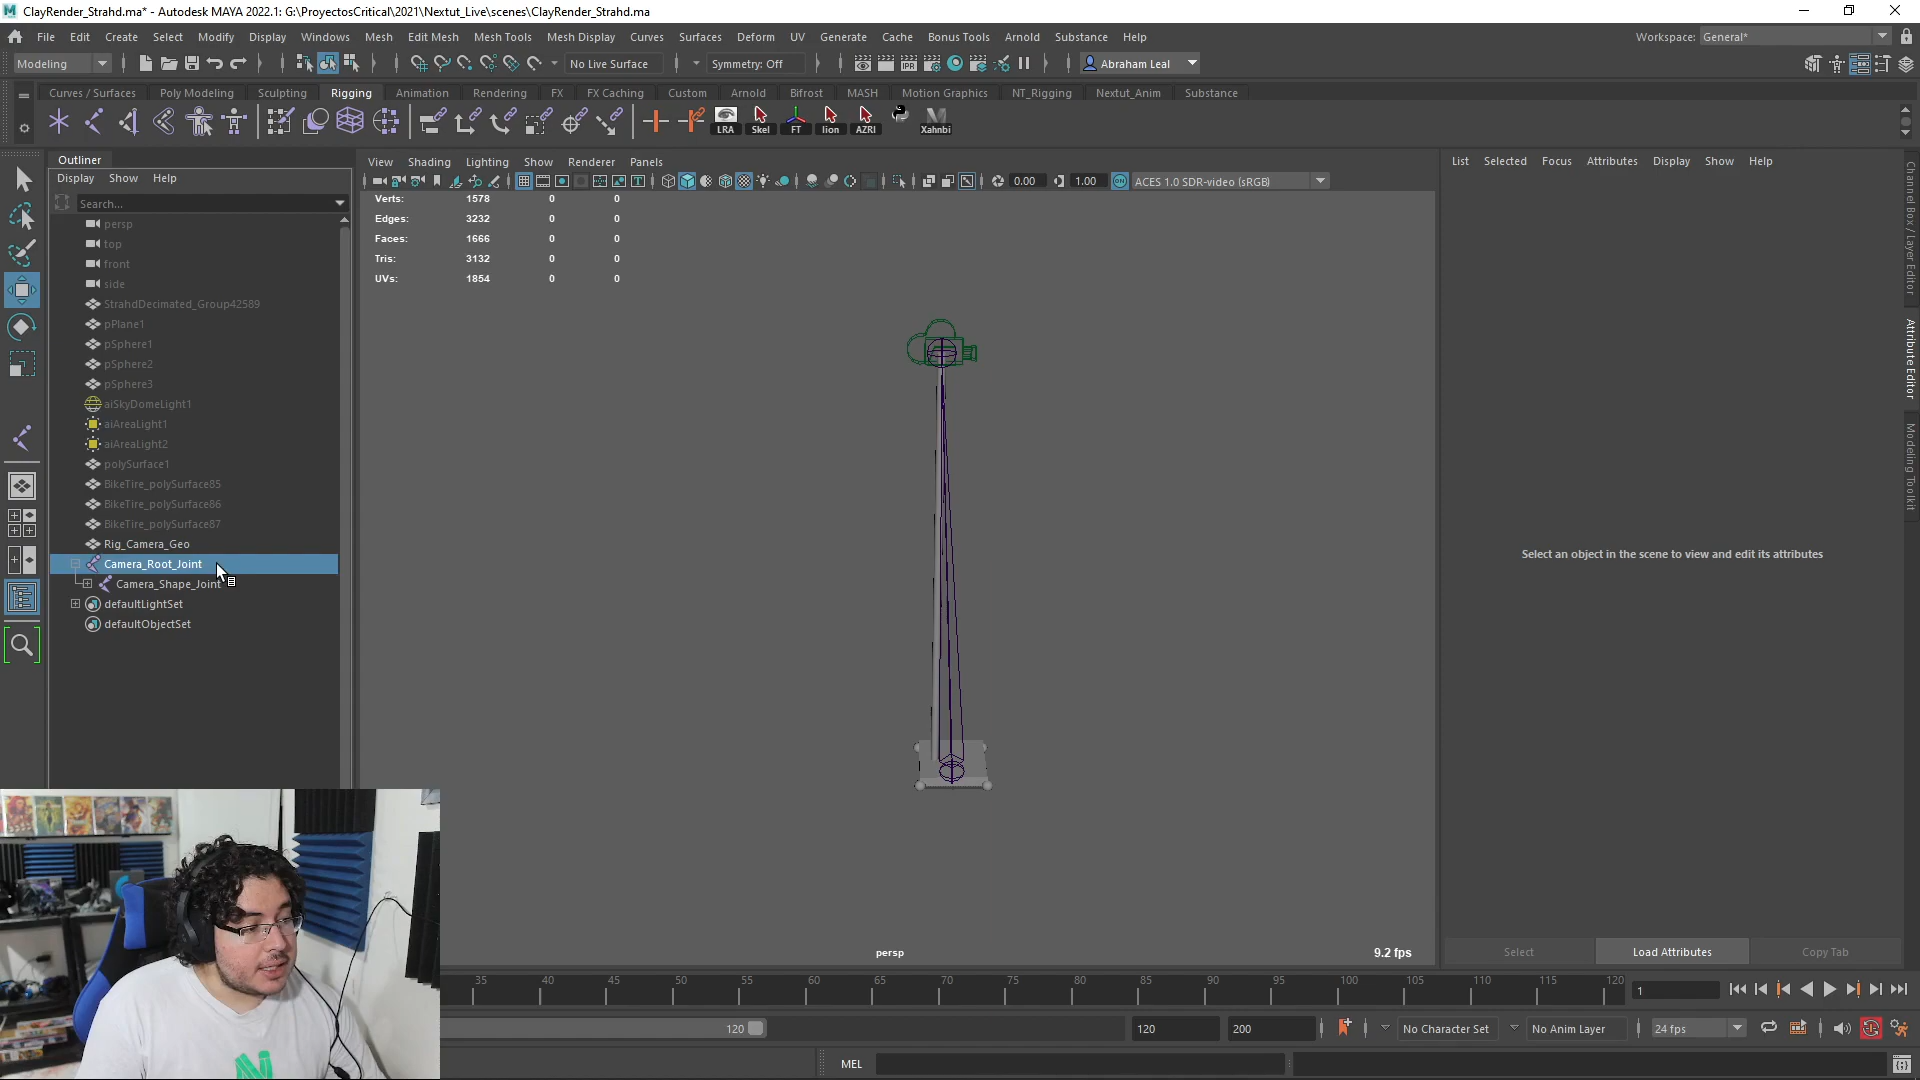 ClayRender_Strahd.ma* - Autodesk MAYA 2022.1: G:\ProyectosCritical\2021\Nextut_Live\scenes\ClayRender_Strahd.ma
File Edit Create Select Modify Display Windows Mesh Edit Mesh Mesh Tools Mesh Display Curves Surfaces Deform UV Generate Cache Bonus Tools Arnold Substance Help
Workspace: General*
Modeling
No Live Surface
Symmetry: Off
IPR
Abraham Leal
Curves / Surfaces Poly Modeling Sculpting Rigging Animation Rendering FX FX Caching Custom Arnold Bifrost MASH Motion Graphics NT_Rigging Nextut_Anim Substance
LRA Skel FT lion AZRI Xahnbi
Outliner
Display Show Help
Search...
persp
top
front
side
StrahdDecimated_Group42589
pPlane1
pSphere1
pSphere2
pSphere3
aiSkyDomeLight1
aiAreaLight1
aiAreaLight2
polySurface1
BikeTire_polySurface85
BikeTire_polySurface86
BikeTire_polySurface87
Rig_Camera_Geo
Camera_Root_Joint
Camera_Shape_Joint
defaultLightSet
defaultObjectSet
View Shading Lighting Show Renderer Panels
0.00 1.00 ON ACES 1.0 SDR-video (sRGB)
Verts: 1578 0 0
Edges: 3232 0 0
Faces: 1666 0 0
Tris: 3132 0 0
UVs: 1854 0 0
persp
9.2 fps
List Selected Focus Attributes Display Show Help
Select an object in the scene to view and edit its attributes
Select Load Attributes Copy Tab
Channel Box / Layer Editor
Attribute Editor
Modeling Toolkit
35 40 45 50 55 60 65 70 75 80 85 90 95 100 105 110 115 120
1
120
120 200
No Character Set
No Anim Layer
24 fps
MEL